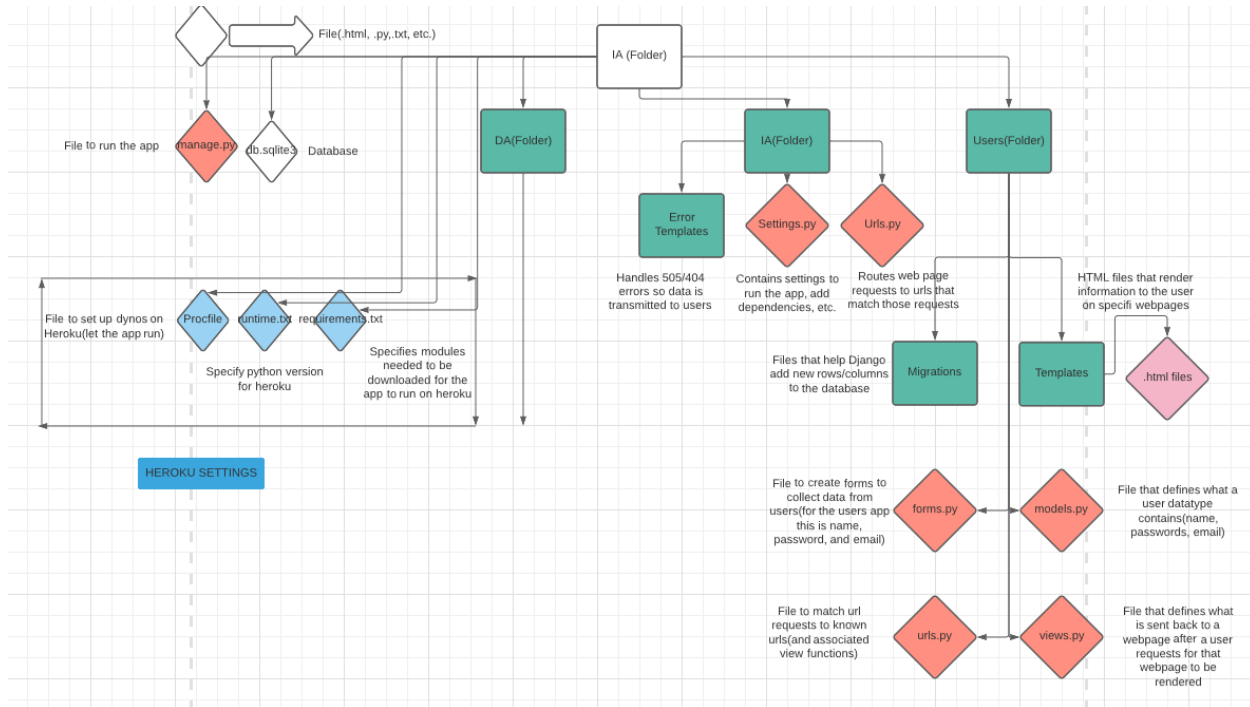 File(.html, .py,.txt, etc.)
IA (Folder)
File to run the app
manage.py
db.sqlite3
Database
DA(Folder)
IA(Folder)
Users(Folder)
Error
Templates
Settings.py
Urls.py
Handles 505/404
errors so data is
transmitted to users
Contains settings to
run the app, add
dependencies, etc.
Routes web page
requests to urls that
match those requests
HTML files that render
information to the user
on specifi webpages
File to set up dynos on
Heroku(let the app run)
Procfile
runtime.txt
requirements.txt
Specify python version
for heroku
Specifies modules
needed to be
downloaded for the
app to run on heroku
Files that help Django
add new rows/columns
to the database
Migrations
Templates
.html files
HEROKU SETTINGS
File to create forms to
collect data from
users(for the users app
this is name,
password, and email)
forms.py
models.py
File that defines what a
user datatype
contains(name,
passwords, email)
File to match url
requests to known
urls(and associated
view functions)
urls.py
views.py
File that defines what
is sent back to a
webpage after a user
requests for that
webpage to be
rendered